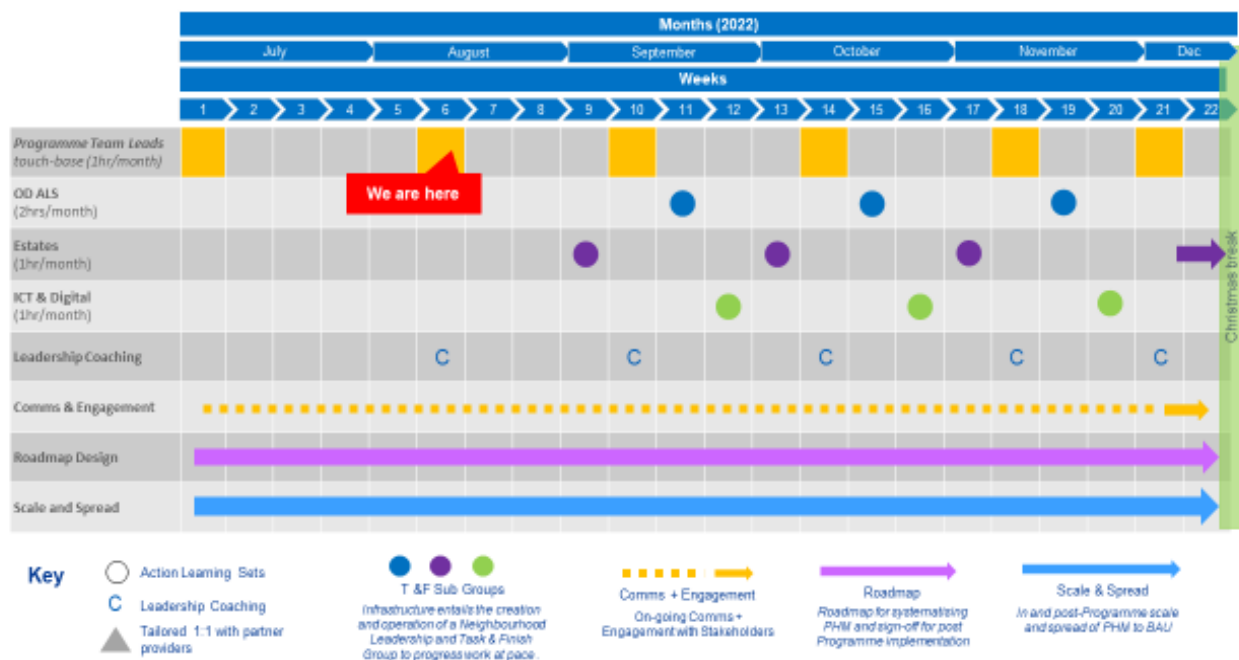 Months (2022)
July August September October November Dec
Weeks
1 2 3 4 5 6 7 8 9 10 11 12 13 14 15 16 17 18 19 20 21 22
Programme Team Leads
touch-base (1hr/month)
We are here
OD ALS
(2hrs/month)
Estates
(1hr/month)
ICT & Digital
(1hr/month)
Leadership Coaching
C C C C C
Comms & Engagement
Roadmap Design
Scale and Spread
Christmas break
Key
Action Learning Sets
C Leadership Coaching
Tailored 1:1 with partner
providers
T &F Sub Groups
Infrastructure entails the creation
and operation of a Neighbourhood
Leadership and Task & Finish
Group to progress work at pace.
Comms + Engagement
On-going Comms +
Engagement with Stakeholders
Roadmap
Roadmap for systematising
PHM and sign-off for post
Programme implementation
Scale & Spread
In and post-Programme scale
and spread of PHM to BAU